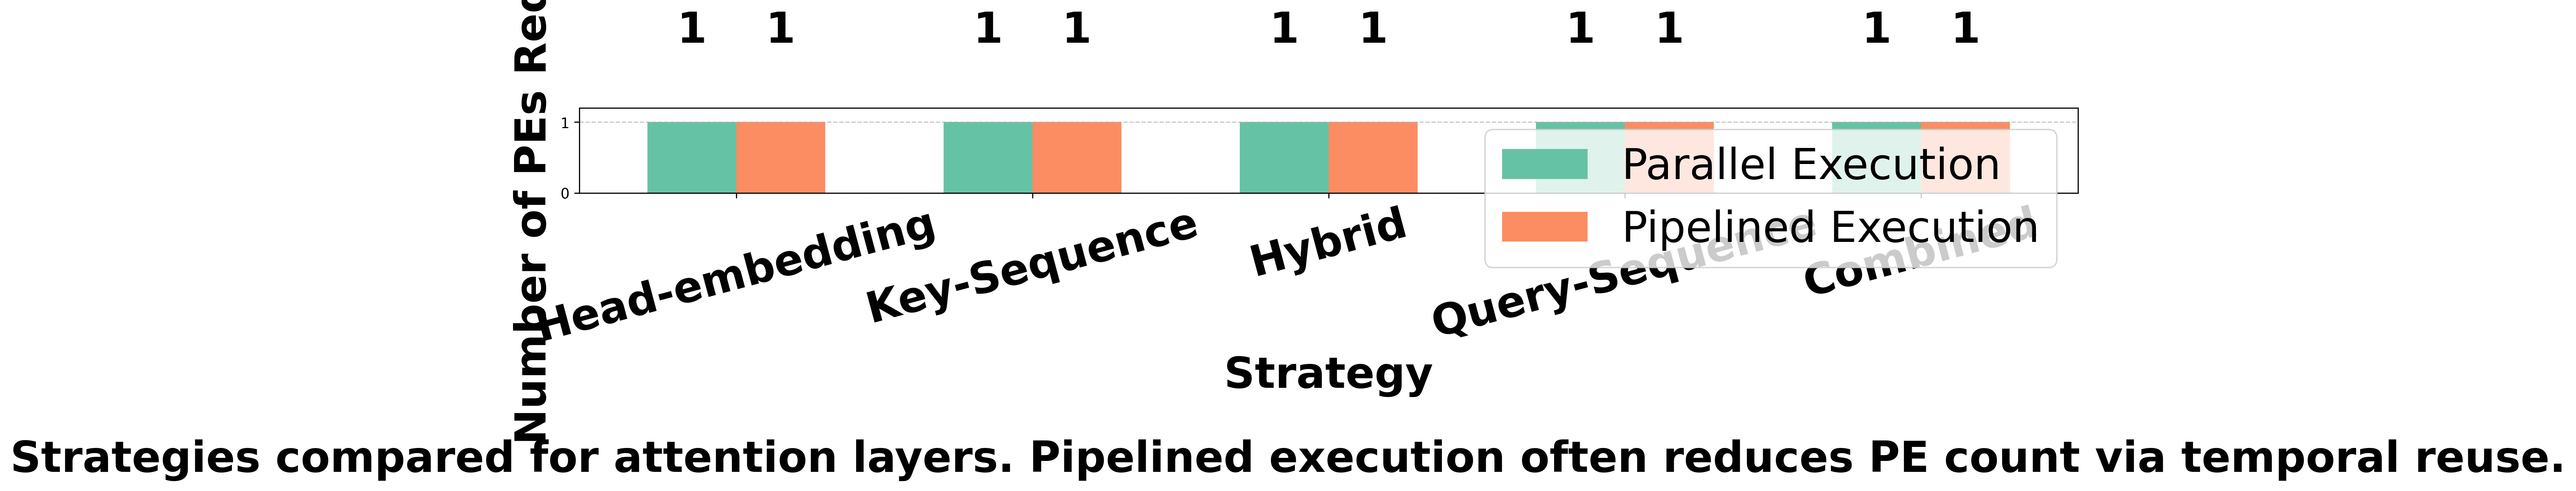 1 1 1 1 1 1 1 1 1 1
Number of PEs
1
0
Parallel Execution
Pipelined Execution
Head-embedding
Key-Sequence
Hybrid
Query-Sequence
Combined
Strategy
Strategies compared for attention layers. Pipelined execution often reduces PE count via temporal reuse.